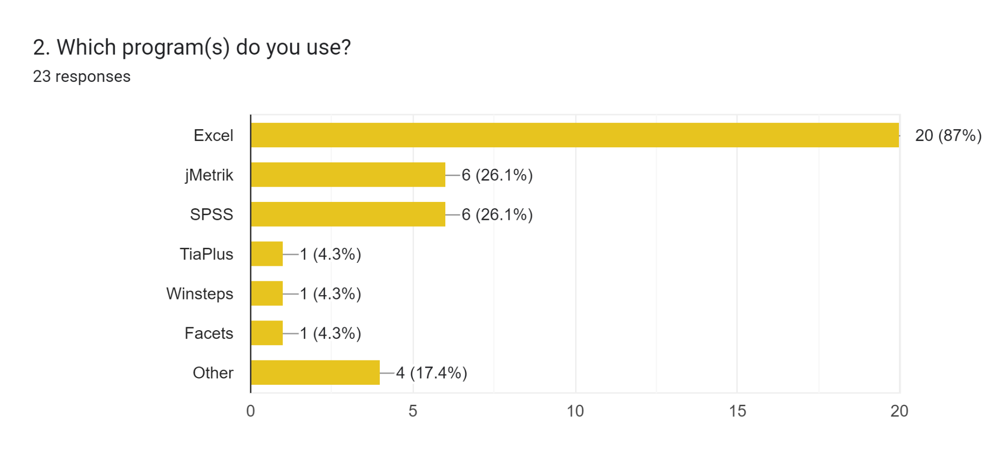 2. Which program(s) do you use?
23 responses
Excel 20 (87%)
jMetrik 6 (26.1%)
SPSS 6 (26.1%)
TiaPlus 1 (4.3%)
Winsteps 1 (4.3%)
Facets 1 (4.3%)
Other 4 (17.4%)
0 5 10 15 20